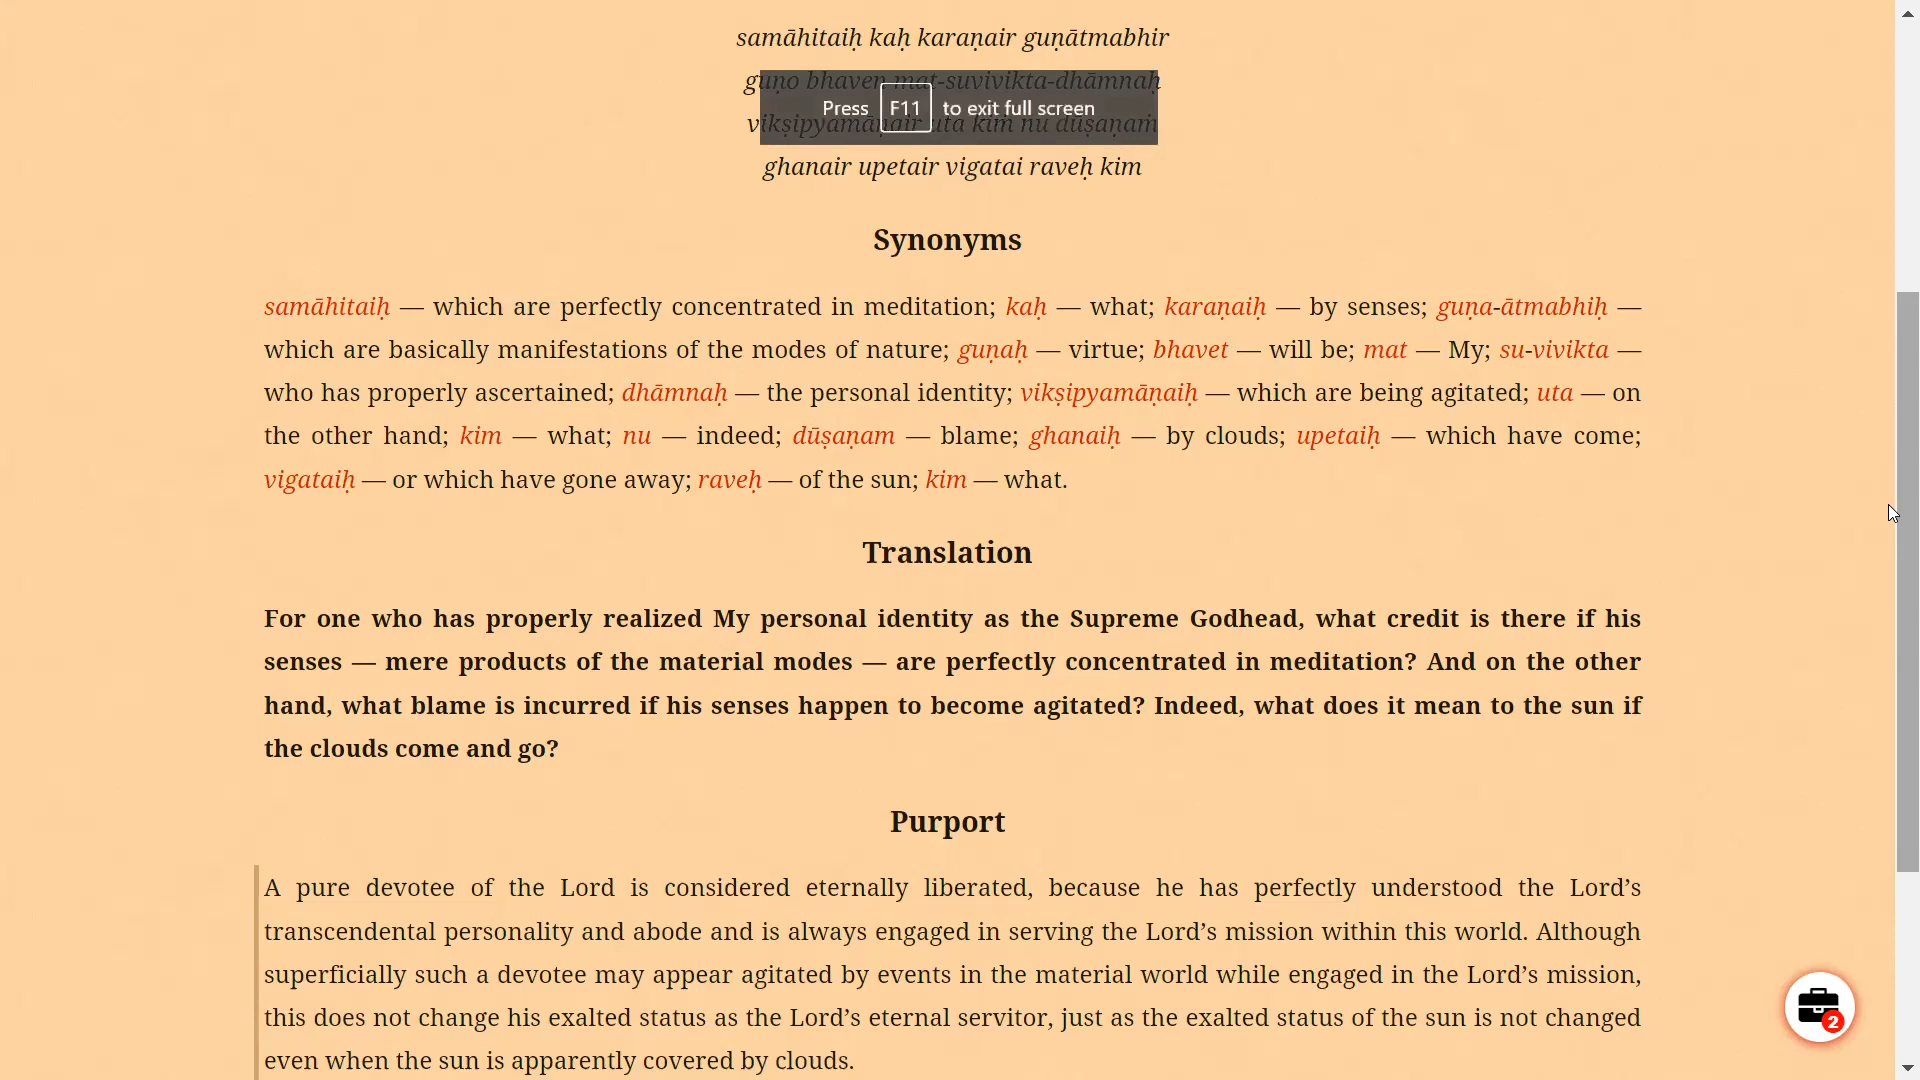 samāhitaiḥ kaḥ karaṇair guṇātmabhir
guṇo bhaven mat-suvivikta-dhāmnaḥ
Press F11 to exit full screen
vikṣipyamāṇair uta kiṁ nu dūṣaṇaṁ
ghanair upetair vigatai raveḥ kim
Synonyms
samāhitaiḥ — which are perfectly concentrated in meditation; kaḥ — what; karaṇaiḥ — by senses; guṇa-ātmabhiḥ —
which are basically manifestations of the modes of nature; guṇaḥ — virtue; bhavet — will be; mat — My; su-vivikta —
who has properly ascertained; dhāmnaḥ — the personal identity; vikṣipyamāṇaiḥ — which are being agitated; uta — on
the other hand; kim — what; nu — indeed; dūṣaṇam — blame; ghanaiḥ — by clouds; upetaiḥ — which have come;
vigataiḥ — or which have gone away; raveḥ — of the sun; kim — what.
Translation
For one who has properly realized My personal identity as the Supreme Godhead, what credit is there if his
senses — mere products of the material modes — are perfectly concentrated in meditation? And on the other
hand, what blame is incurred if his senses happen to become agitated? Indeed, what does it mean to the sun if
the clouds come and go?
Purport
A pure devotee of the Lord is considered eternally liberated, because he has perfectly understood the Lord’s
transcendental personality and abode and is always engaged in serving the Lord’s mission within this world. Although
superficially such a devotee may appear agitated by events in the material world while engaged in the Lord’s mission,
this does not change his exalted status as the Lord’s eternal servitor, just as the exalted status of the sun is not changed
even when the sun is apparently covered by clouds.
2